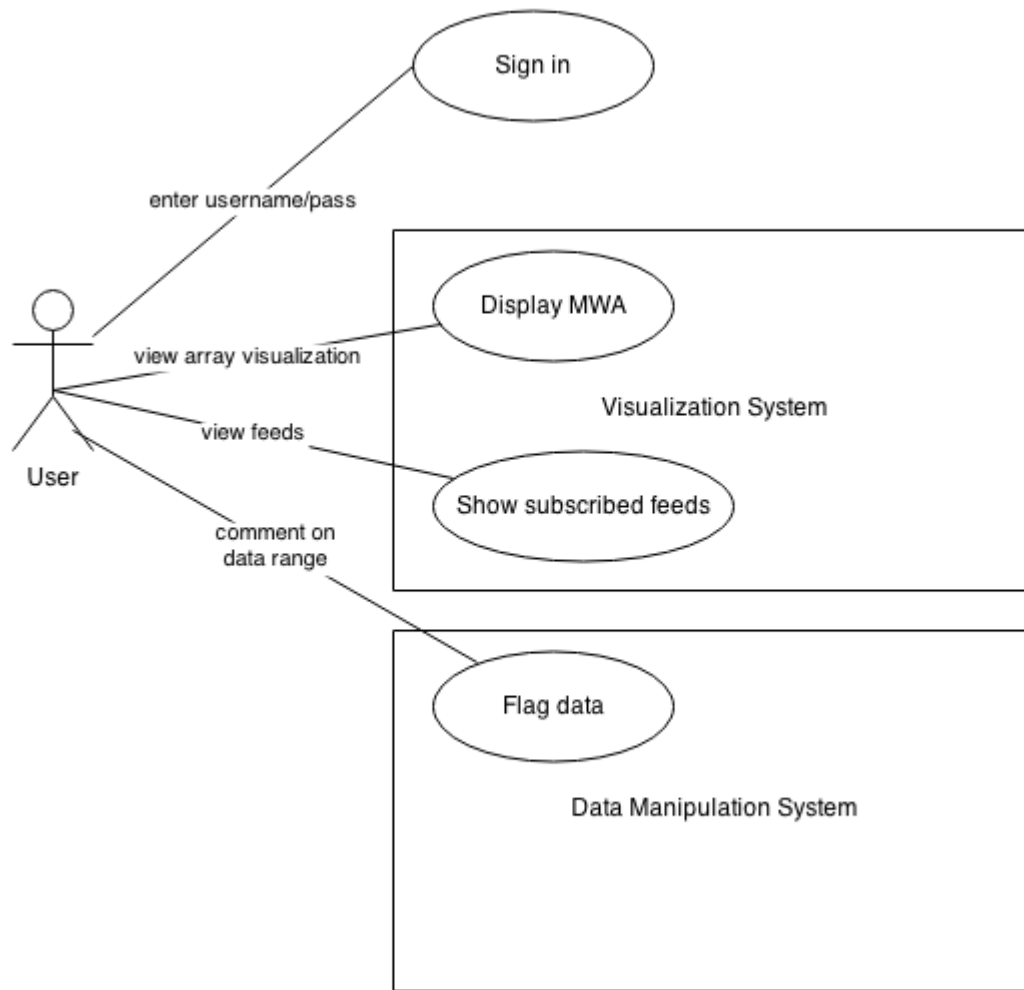 Sign in
enter username/pass
Display MWA
view array visualization
Visualization System
view feeds
User
Show subscribed feeds
comment on
data range
Flag data
Data Manipulation System